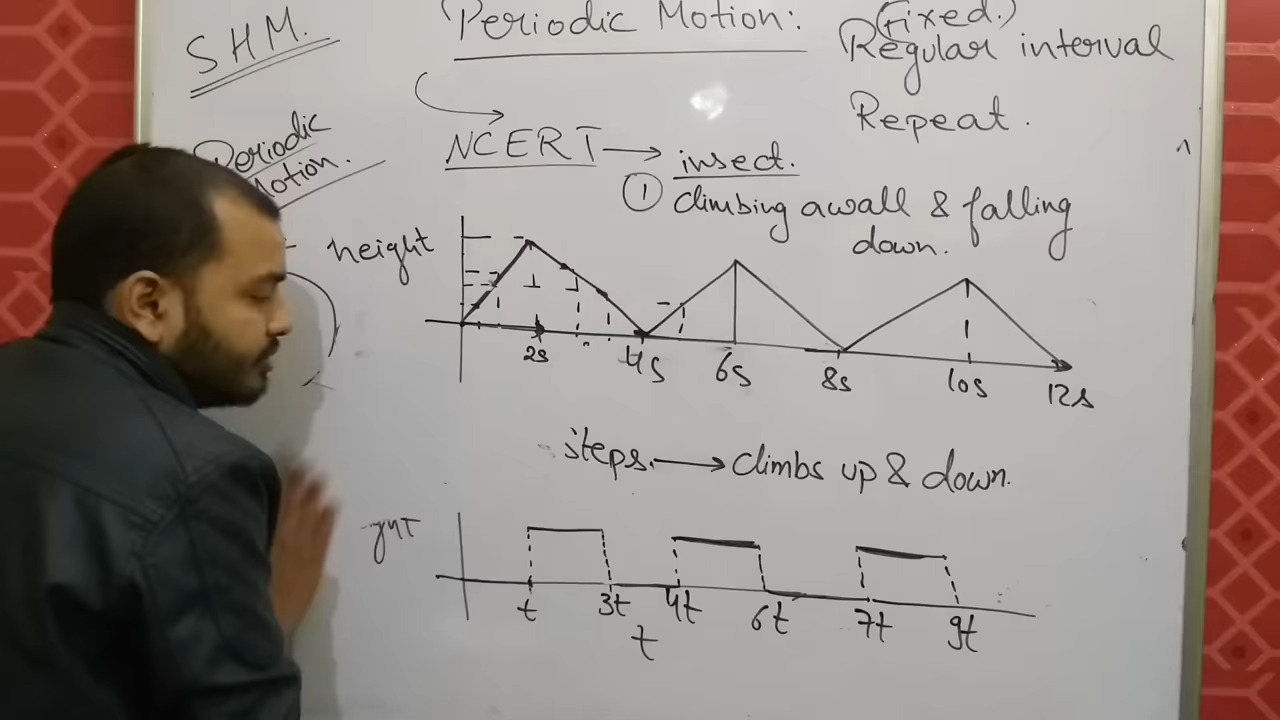 SHM.
Periodic Motion:
(fixed.)
Regular interval
Repeat.
Periodic
Motion.
NCERT → insect.
① climbing a wall & falling
down.
height
2s 4s 6s 8s 10s 12s
steps. → climbs up & down.
t 3t 4t 6t 7t 9t
t